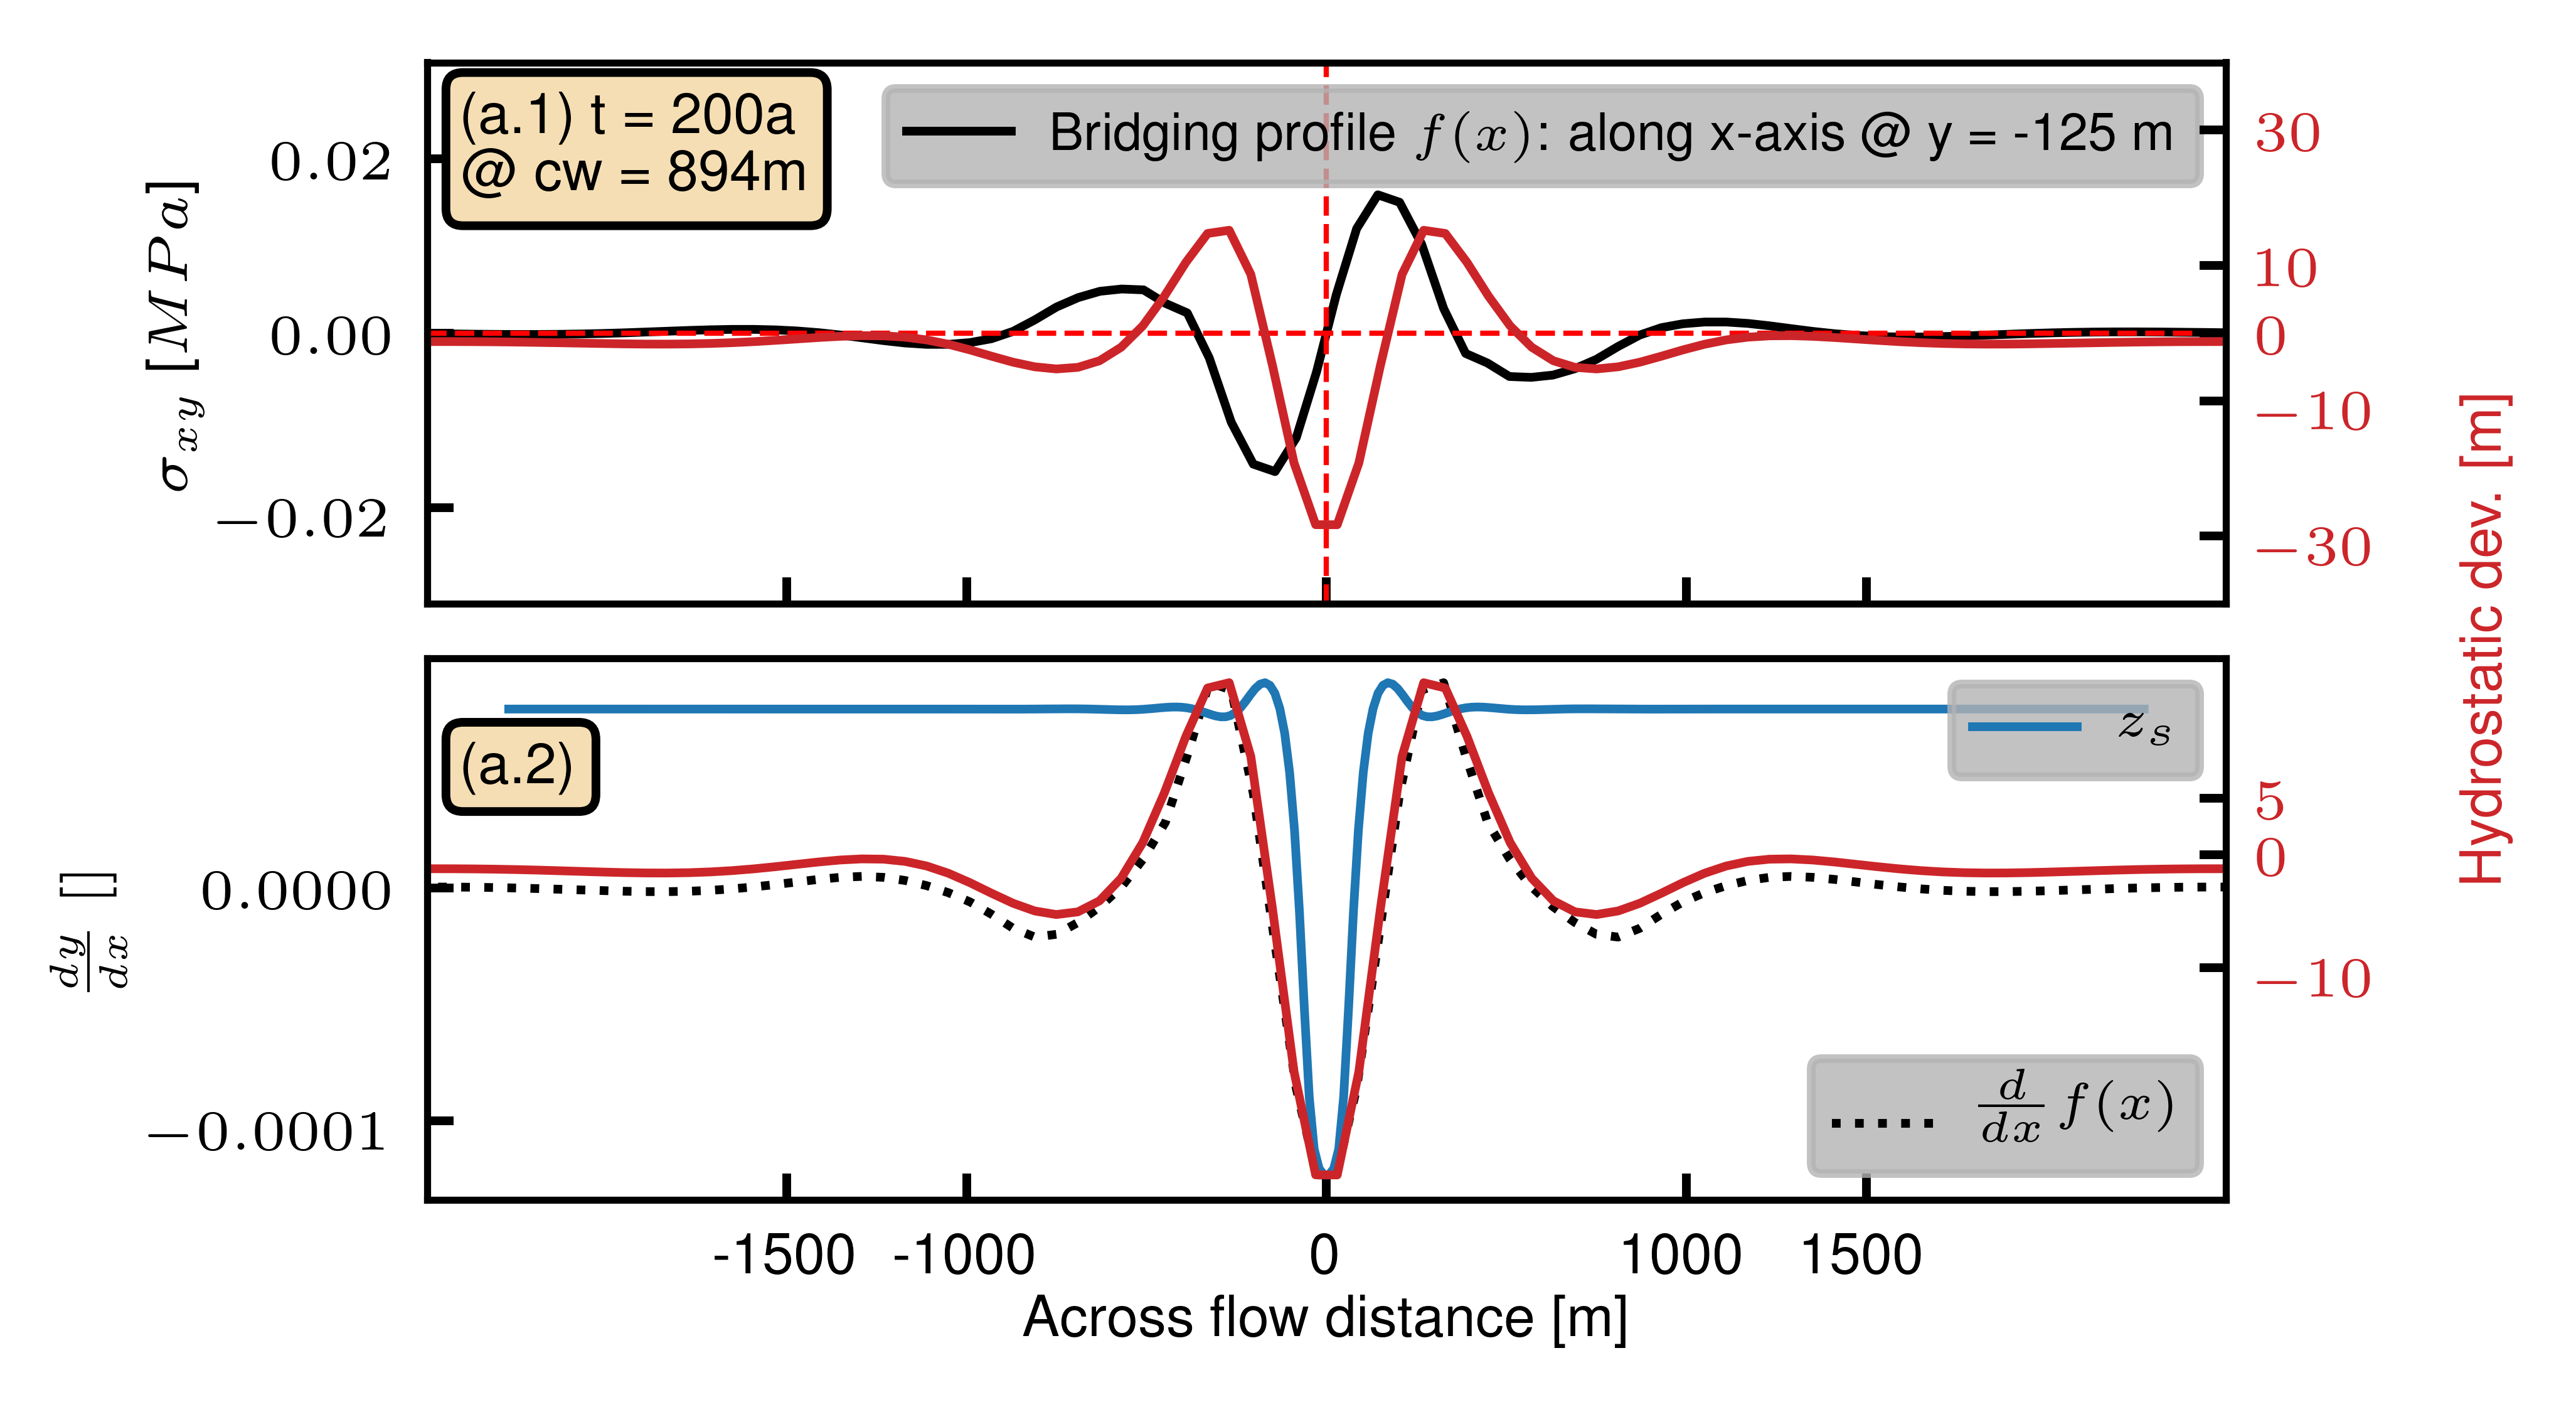 (a.1) t = 200a
@ cw = 894m
Bridging profile f(x): along x-axis @ y = -125 m
0.02
0.00
−0.02
σxy [MPa]
30
10
0
−10
−30
Hydrostatic dev. [m]
(a.2)
zs
d/dx f(x)
0.0000
−0.0001
dy/dx []
5
0
−10
-1500 -1000 0 1000 1500
Across flow distance [m]